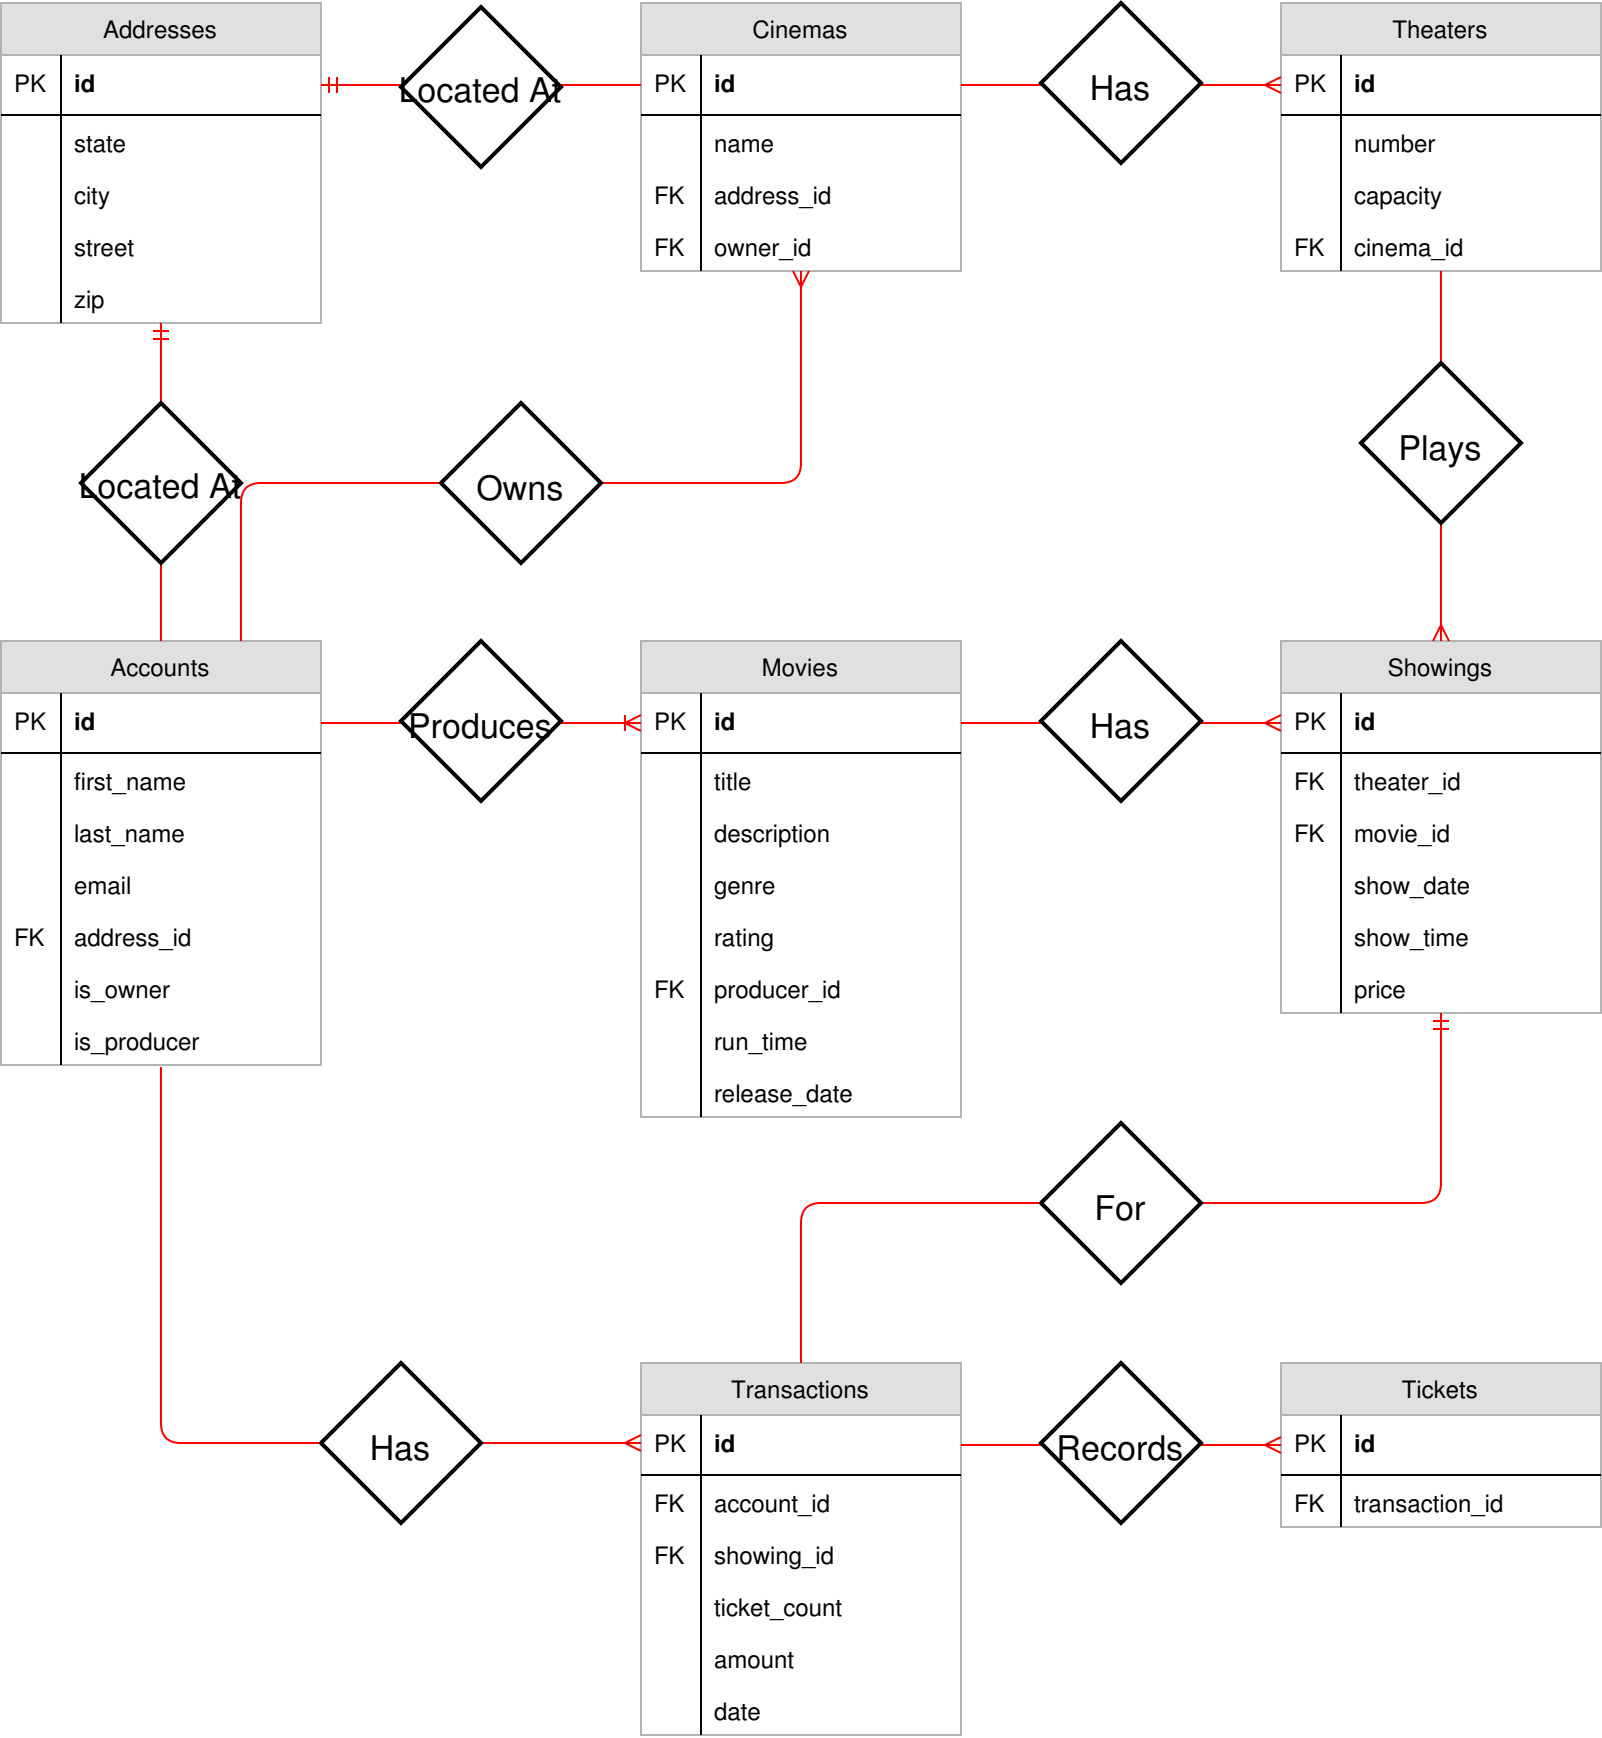 Addresses
PK id
state
city
street
zip
Located At
Cinemas
PK id
name
FK address_id
FK owner_id
Has
Theaters
PK id
number
capacity
FK cinema_id
Located At
Owns
Plays
Accounts
PK id
first_name
last_name
email
FK address_id
is_owner
is_producer
Produces
Movies
PK id
title
description
genre
rating
FK producer_id
run_time
release_date
Has
Showings
PK id
FK theater_id
FK movie_id
show_date
show_time
price
For
Has
Transactions
PK id
FK account_id
FK showing_id
ticket_count
amount
date
Records
Tickets
PK id
FK transaction_id